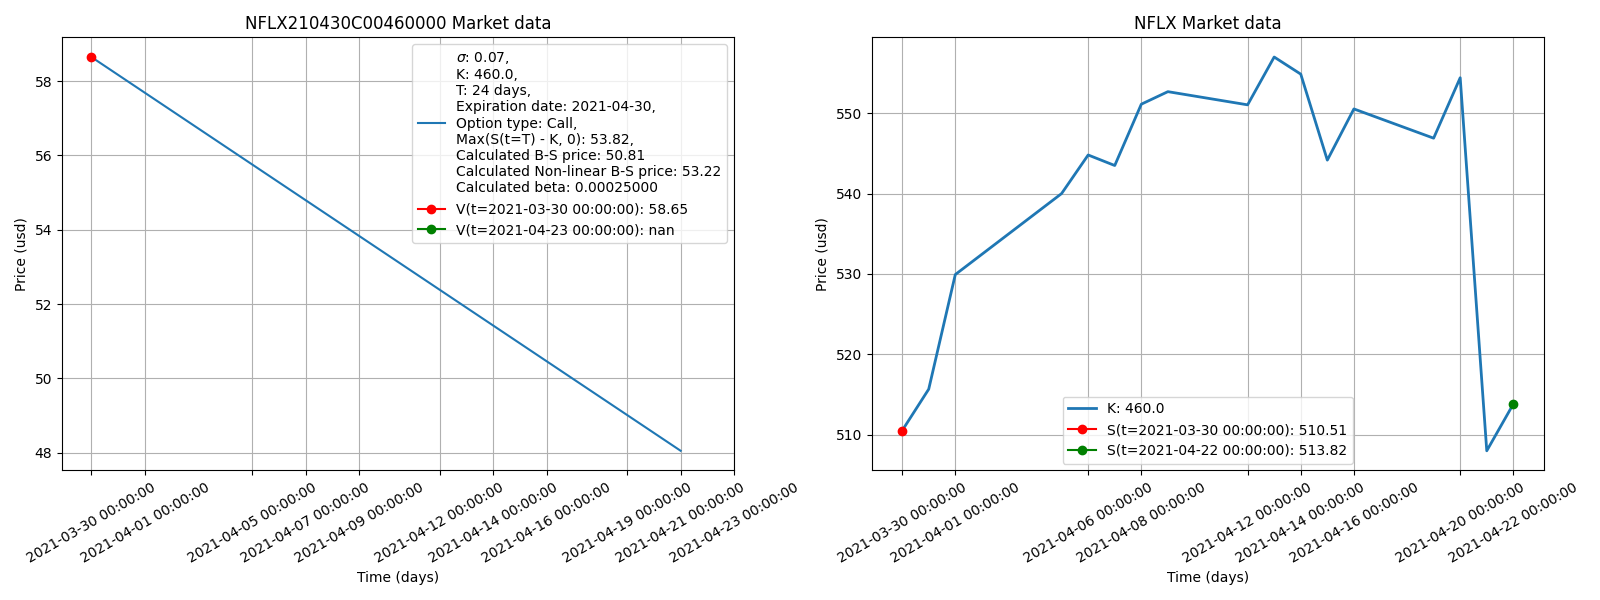 NFLX210430C00460000 Market data
58
56
54
52
50
48
Price (usd)
σ: 0.07,
K: 460.0,
T: 24 days,
Expiration date: 2021-04-30,
Option type: Call,
Max(S(t=T) - K, 0): 53.82,
Calculated B-S price: 50.81
Calculated Non-linear B-S price: 53.22
Calculated beta: 0.00025000
V(t=2021-03-30 00:00:00): 58.65
V(t=2021-04-23 00:00:00): nan
2021-03-30 00:00:00
2021-04-01 00:00:00
2021-04-05 00:00:00
2021-04-07 00:00:00
2021-04-09 00:00:00
2021-04-12 00:00:00
2021-04-14 00:00:00
2021-04-16 00:00:00
2021-04-19 00:00:00
2021-04-21 00:00:00
2021-04-23 00:00:00
Time (days)
NFLX Market data
550
540
530
520
510
Price (usd)
K: 460.0
S(t=2021-03-30 00:00:00): 510.51
S(t=2021-04-22 00:00:00): 513.82
2021-03-30 00:00:00
2021-04-01 00:00:00
2021-04-06 00:00:00
2021-04-08 00:00:00
2021-04-12 00:00:00
2021-04-14 00:00:00
2021-04-16 00:00:00
2021-04-20 00:00:00
2021-04-22 00:00:00
Time (days)